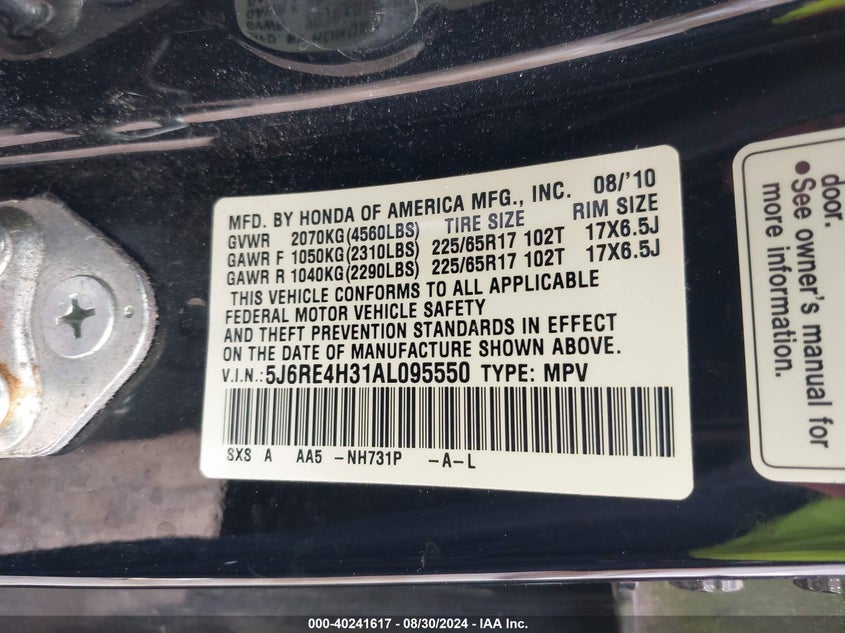 MFD. BY HONDA OF AMERICA MFG., INC. 08/'10
GVWR 2070KG(4560LBS) TIRE SIZE RIM SIZE
GAWR F 1050KG(2310LBS) 225/65R17 102T 17X6.5J
GAWR R 1040KG(2290LBS) 225/65R17 102T 17X6.5J
THIS VEHICLE CONFORMS TO ALL APPLICABLE
FEDERAL MOTOR VEHICLE SAFETY
AND THEFT PREVENTION STANDARDS IN EFFECT
ON THE DATE OF MANUFACTURE SHOWN ABOVE.
V.I.N.: 5J6RE4H31AL095550 TYPE: MPV
SXS A AA5 -NH731P -A-L
door.
●See owner's manual for
more information.
000-40241617 - 08/30/2024 - IAA Inc.